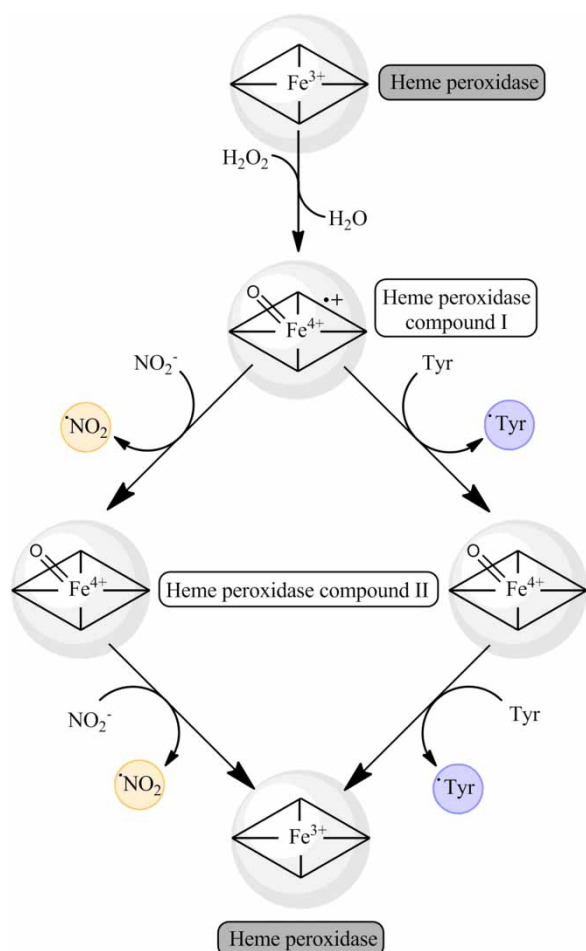 Fe³⁺
Heme peroxidase
H₂O₂
H₂O
O
•+
Fe⁴⁺
Heme peroxidase
compound I
NO₂⁻
Tyr
•NO₂
•Tyr
O
Fe⁴⁺
Heme peroxidase compound II
O
Fe⁴⁺
NO₂⁻
Tyr
•NO₂
•Tyr
Fe³⁺
Heme peroxidase